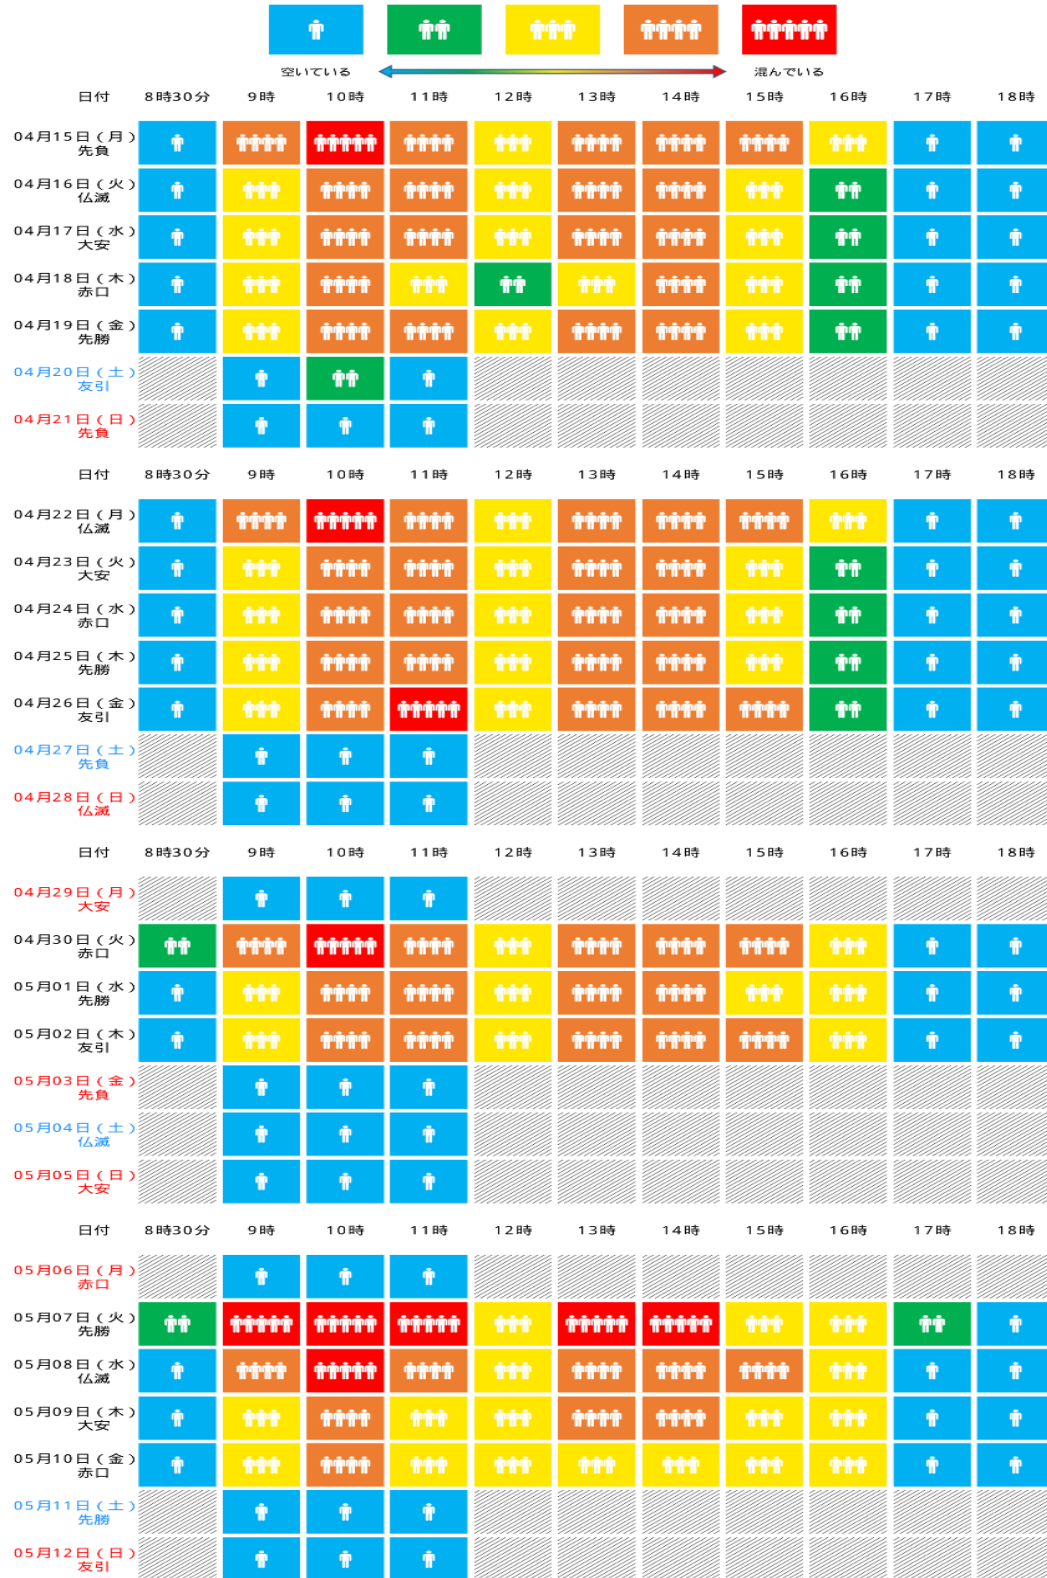 空いている 混んでいる
日付 8時30分 9時 10時 11時 12時 13時 14時 15時 16時 17時 18時
04月15日(月)
先負
04月16日(火)
仏滅
04月17日(水)
大安
04月18日(木)
赤口
04月19日(金)
先勝
04月20日(土)
友引
04月21日(日)
先負
日付 8時30分 9時 10時 11時 12時 13時 14時 15時 16時 17時 18時
04月22日(月)
仏滅
04月23日(火)
大安
04月24日(水)
赤口
04月25日(木)
先勝
04月26日(金)
友引
04月27日(土)
先負
04月28日(日)
仏滅
日付 8時30分 9時 10時 11時 12時 13時 14時 15時 16時 17時 18時
04月29日(月)
大安
04月30日(火)
赤口
05月01日(水)
先勝
05月02日(木)
友引
05月03日(金)
先負
05月04日(土)
仏滅
05月05日(日)
大安
日付 8時30分 9時 10時 11時 12時 13時 14時 15時 16時 17時 18時
05月06日(月)
赤口
05月07日(火)
先勝
05月08日(水)
仏滅
05月09日(木)
大安
05月10日(金)
赤口
05月11日(土)
先勝
05月12日(日)
友引